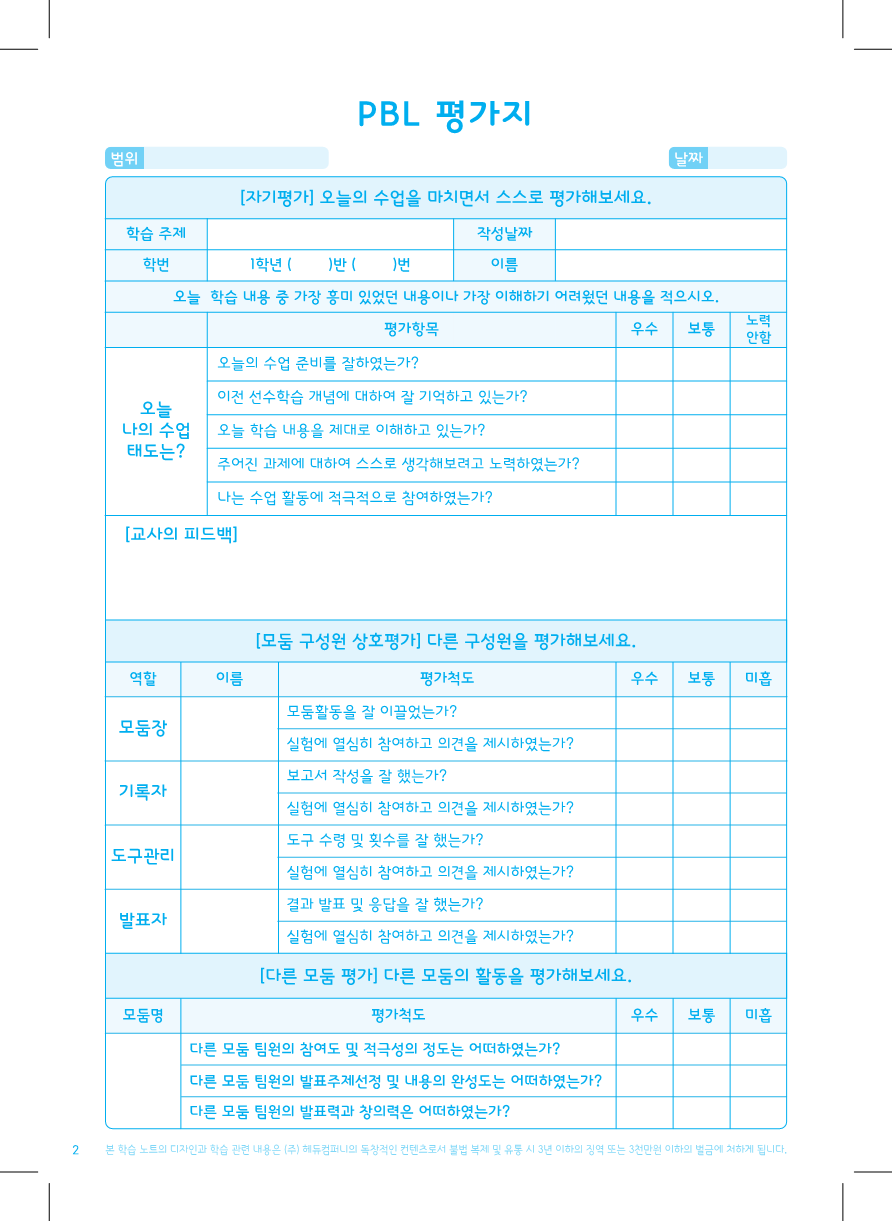 PBL 평가지
범위
날짜
[자기평가] 오늘의 수업을 마치면서 스스로 평가해보세요.
학습 주제
작성날짜
학번
1학년 (     )반 (     )번
이름
오늘 학습 내용 중 가장 흥미 있었던 내용이나 가장 이해하기 어려웠던 내용을 적으시오.
평가항목
우수
보통
노력
안함
오늘
나의 수업
태도는?
오늘의 수업 준비를 잘하였는가?
이전 선수학습 개념에 대하여 잘 기억하고 있는가?
오늘 학습 내용을 제대로 이해하고 있는가?
주어진 과제에 대하여 스스로 생각해보려고 노력하였는가?
나는 수업 활동에 적극적으로 참여하였는가?
[교사의 피드백]
[모둠 구성원 상호평가] 다른 구성원을 평가해보세요.
역할
이름
평가척도
우수
보통
미흡
모둠장
모둠활동을 잘 이끌었는가?
실험에 열심히 참여하고 의견을 제시하였는가?
기록자
보고서 작성을 잘 했는가?
실험에 열심히 참여하고 의견을 제시하였는가?
도구관리
도구 수령 및 횟수를 잘 했는가?
실험에 열심히 참여하고 의견을 제시하였는가?
발표자
결과 발표 및 응답을 잘 했는가?
실험에 열심히 참여하고 의견을 제시하였는가?
[다른 모둠 평가] 다른 모둠의 활동을 평가해보세요.
모둠명
평가척도
우수
보통
미흡
다른 모둠 팀원의 참여도 및 적극성의 정도는 어떠하였는가?
다른 모둠 팀원의 발표주제선정 및 내용의 완성도는 어떠하였는가?
다른 모둠 팀원의 발표력과 창의력은 어떠하였는가?
2
본 학습 노트의 디자인과 학습 관련 내용은 (주) 헤듀컴퍼니의 독창적인 컨텐츠로서 불법 복제 및 유통 시 3년 이하의 징역 또는 3천만원 이하의 벌금에 처하게 됩니다.